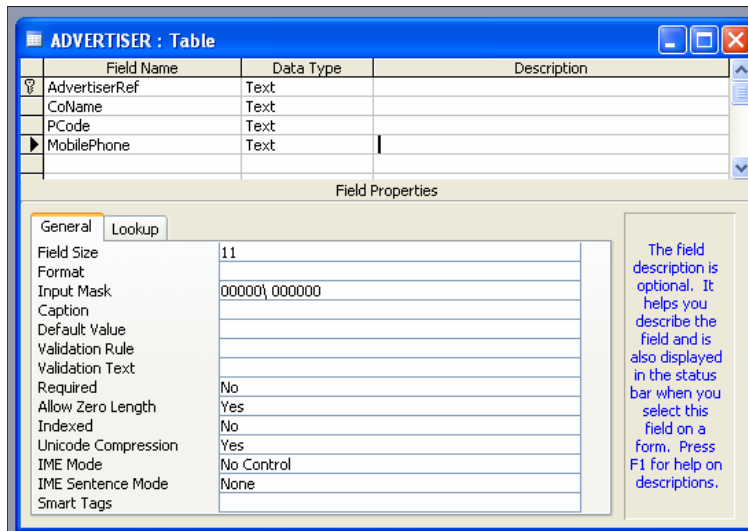 ADVERTISER : Table
Field Name Data Type Description
AdvertiserRef Text
CoName Text
PCode Text
MobilePhone Text
Field Properties
General Lookup
Field Size 11
Format
Input Mask 00000\ 000000
Caption
Default Value
Validation Rule
Validation Text
Required No
Allow Zero Length Yes
Indexed No
Unicode Compression Yes
IME Mode No Control
IME Sentence Mode None
Smart Tags
The field
description is
optional. It
helps you
describe the
field and is
also displayed
in the status
bar when you
select this
field on a
form. Press
F1 for help on
descriptions.